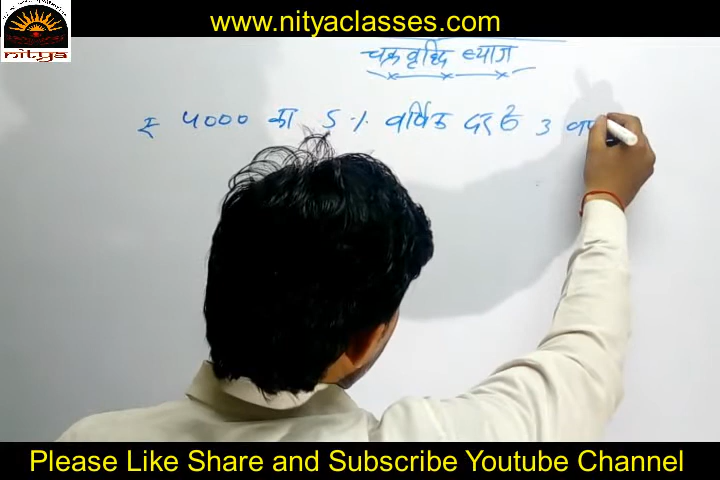 www.nityaclasses.com
nitya
चक्रवृद्धि ब्याज
₹ 4000 का 5% वर्षिक दर से 3
Please Like Share and Subscribe Youtube Channel